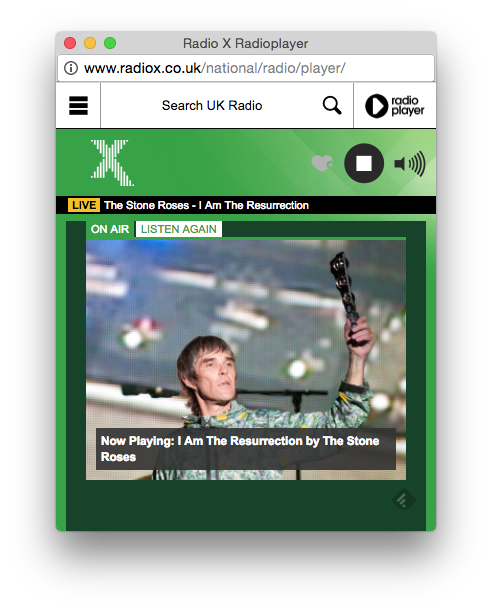 Radio X Radioplayer
www.radiox.co.uk/national/radio/player/
Search UK Radio
radio
player
X
LIVE The Stone Roses - I Am The Resurrection
ON AIR LISTEN AGAIN
Now Playing: I Am The Resurrection by The Stone
Roses